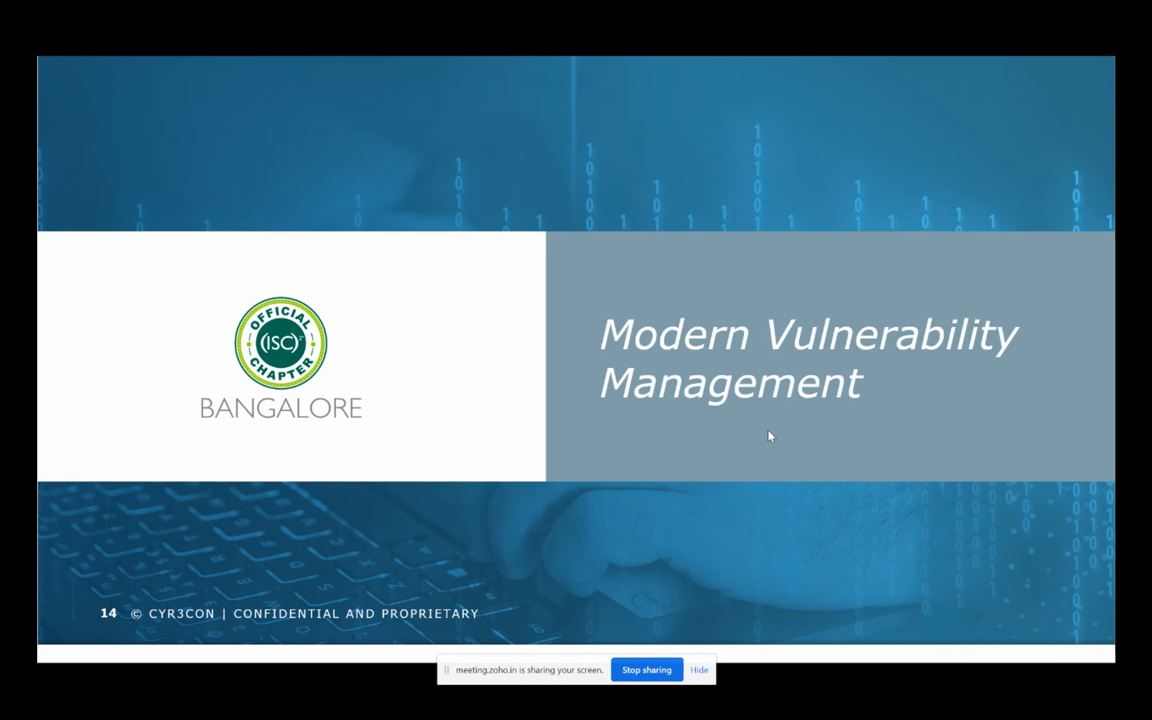 OFFICIAL
(ISC)²
CHAPTER
BANGALORE
Modern Vulnerability
Management
14 © CYR3CON | CONFIDENTIAL AND PROPRIETARY
meeting.zoho.in is sharing your screen. Stop sharing Hide